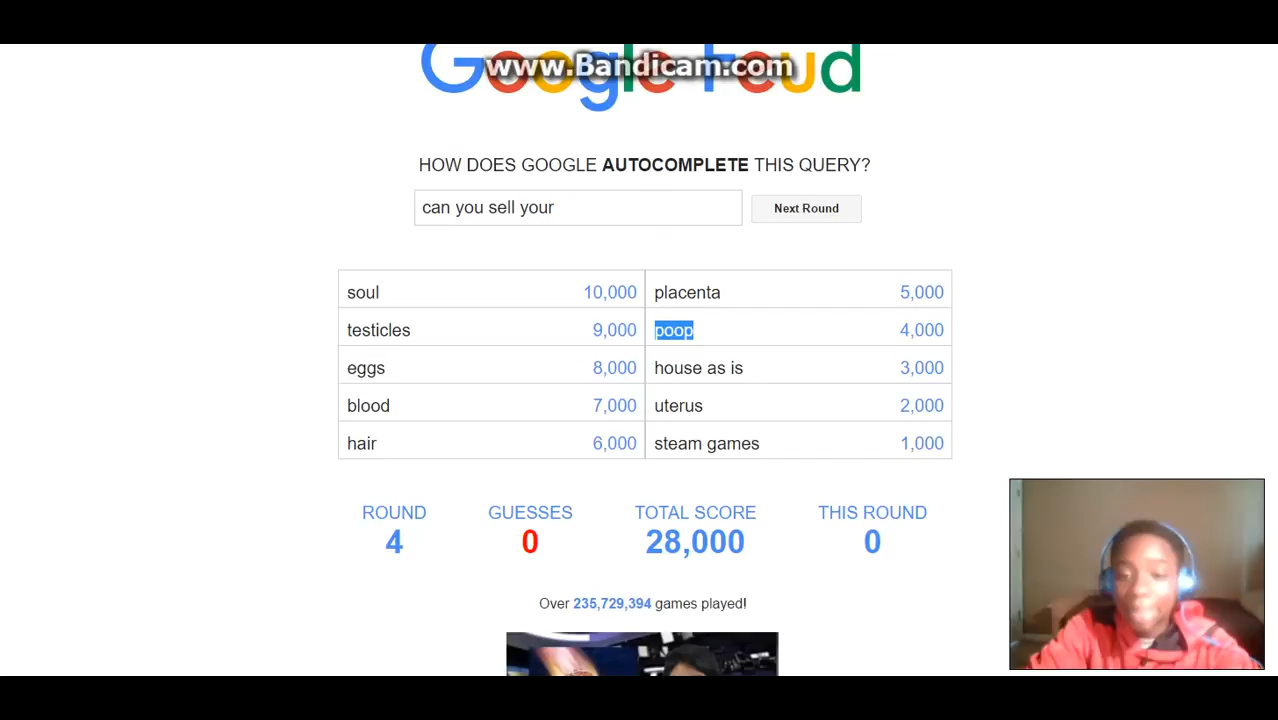 Google Feud
www.Bandicam.com
HOW DOES GOOGLE AUTOCOMPLETE THIS QUERY?
can you sell your
Next Round
soul 10,000 placenta 5,000
testicles 9,000 poop 4,000
eggs 8,000 house as is 3,000
blood 7,000 uterus 2,000
hair 6,000 steam games 1,000
ROUND GUESSES TOTAL SCORE THIS ROUND
4 0 28,000 0
Over 235,729,394 games played!